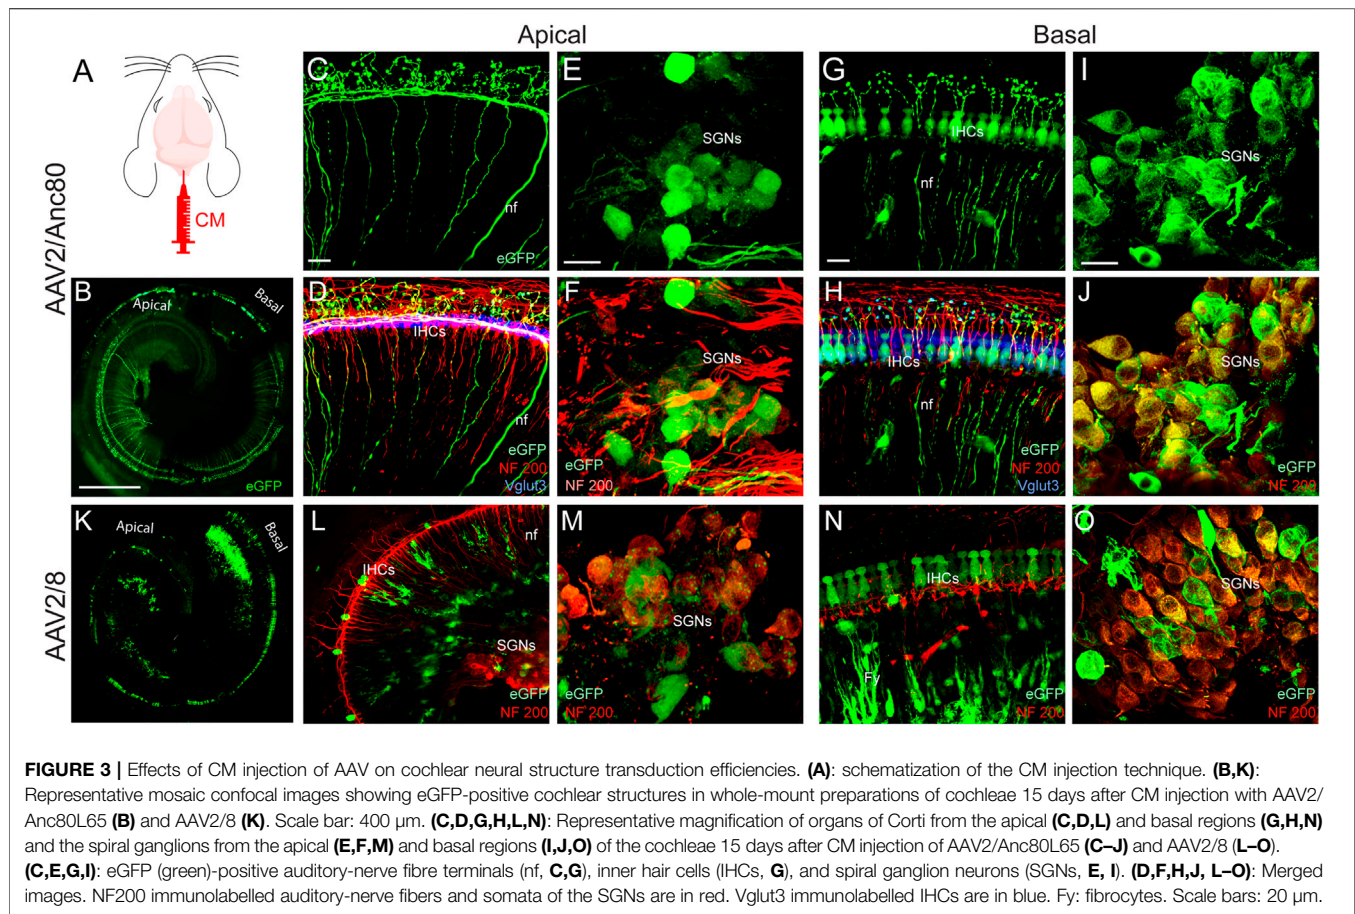 Apical
Basal
AAV2/Anc80
A
CM
C
nf
eGFP
E
SGNs
G
IHCs
nf
I
SGNs
B
Apical
Basal
eGFP
D
IHCs
nf
eGFP
NF 200
Vglut3
F
SGNs
eGFP
NF 200
H
IHCs
nf
eGFP
NF 200
Vglut3
J
SGNs
eGFP
NF 200
AAV2/8
K
Apical
Basal
L
nf
IHCs
SGNs
eGFP
NF 200
M
SGNs
eGFP
NF 200
N
IHCs
Fy
eGFP
NF 200
O
SGNs
eGFP
NF 200
FIGURE 3 | Effects of CM injection of AAV on cochlear neural structure transduction efficiencies. (A): schematization of the CM injection technique. (B,K):
Representative mosaic confocal images showing eGFP-positive cochlear structures in whole-mount preparations of cochleae 15 days after CM injection with AAV2/
Anc80L65 (B) and AAV2/8 (K). Scale bar: 400 µm. (C,D,G,H,L,N): Representative magnification of organs of Corti from the apical (C,D,L) and basal regions (G,H,N)
and the spiral ganglions from the apical (E,F,M) and basal regions (I,J,O) of the cochleae 15 days after CM injection of AAV2/Anc80L65 (C–J) and AAV2/8 (L–O).
(C,E,G,I): eGFP (green)-positive auditory-nerve fibre terminals (nf, C,G), inner hair cells (IHCs, G), and spiral ganglion neurons (SGNs, E, I). (D,F,H,J, L–O): Merged
images. NF200 immunolabelled auditory-nerve fibers and somata of the SGNs are in red. Vglut3 immunolabelled IHCs are in blue. Fy: fibrocytes. Scale bars: 20 µm.